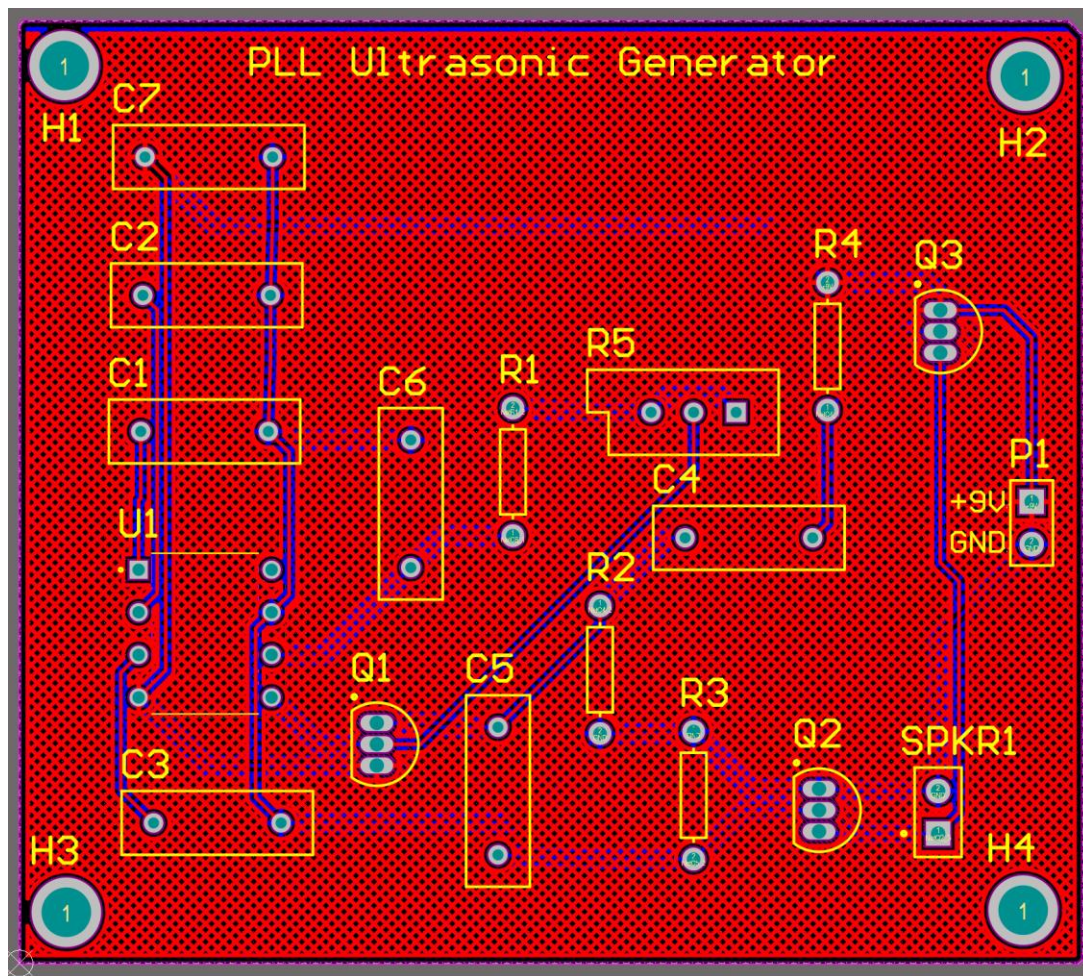 PLL Ultrasonic Generator
1
1
C7
H1
H2
C2
R4
Q3
R5
C1
C6
R1
P1
C4
+9V
U1
GND
R2
Q1
C5
R3
Q2
SPKR1
C3
H3
H4
1
1